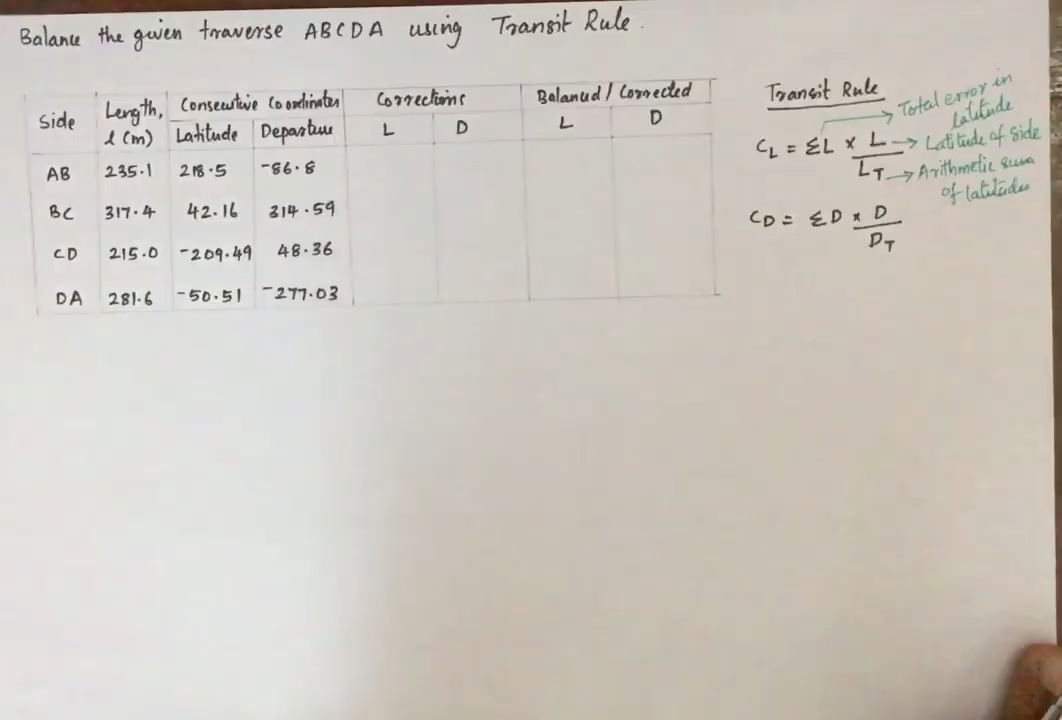 Balance the given traverse ABCDA using Transit Rule.
Side Length, l (m) Consecutive Coordinates Corrections Balanced / Corrected
Latitude Departure L D L D
AB 235.1 218.5 -86.8
BC 317.4 42.16 314.59
CD 215.0 -209.49 48.36
DA 281.6 -50.51 -277.03
Transit Rule
Total error in latitude
CL = ΣL × L / LT
Latitude of side
Arithmetic sum of latitudes
CD = ΣD × D / DT